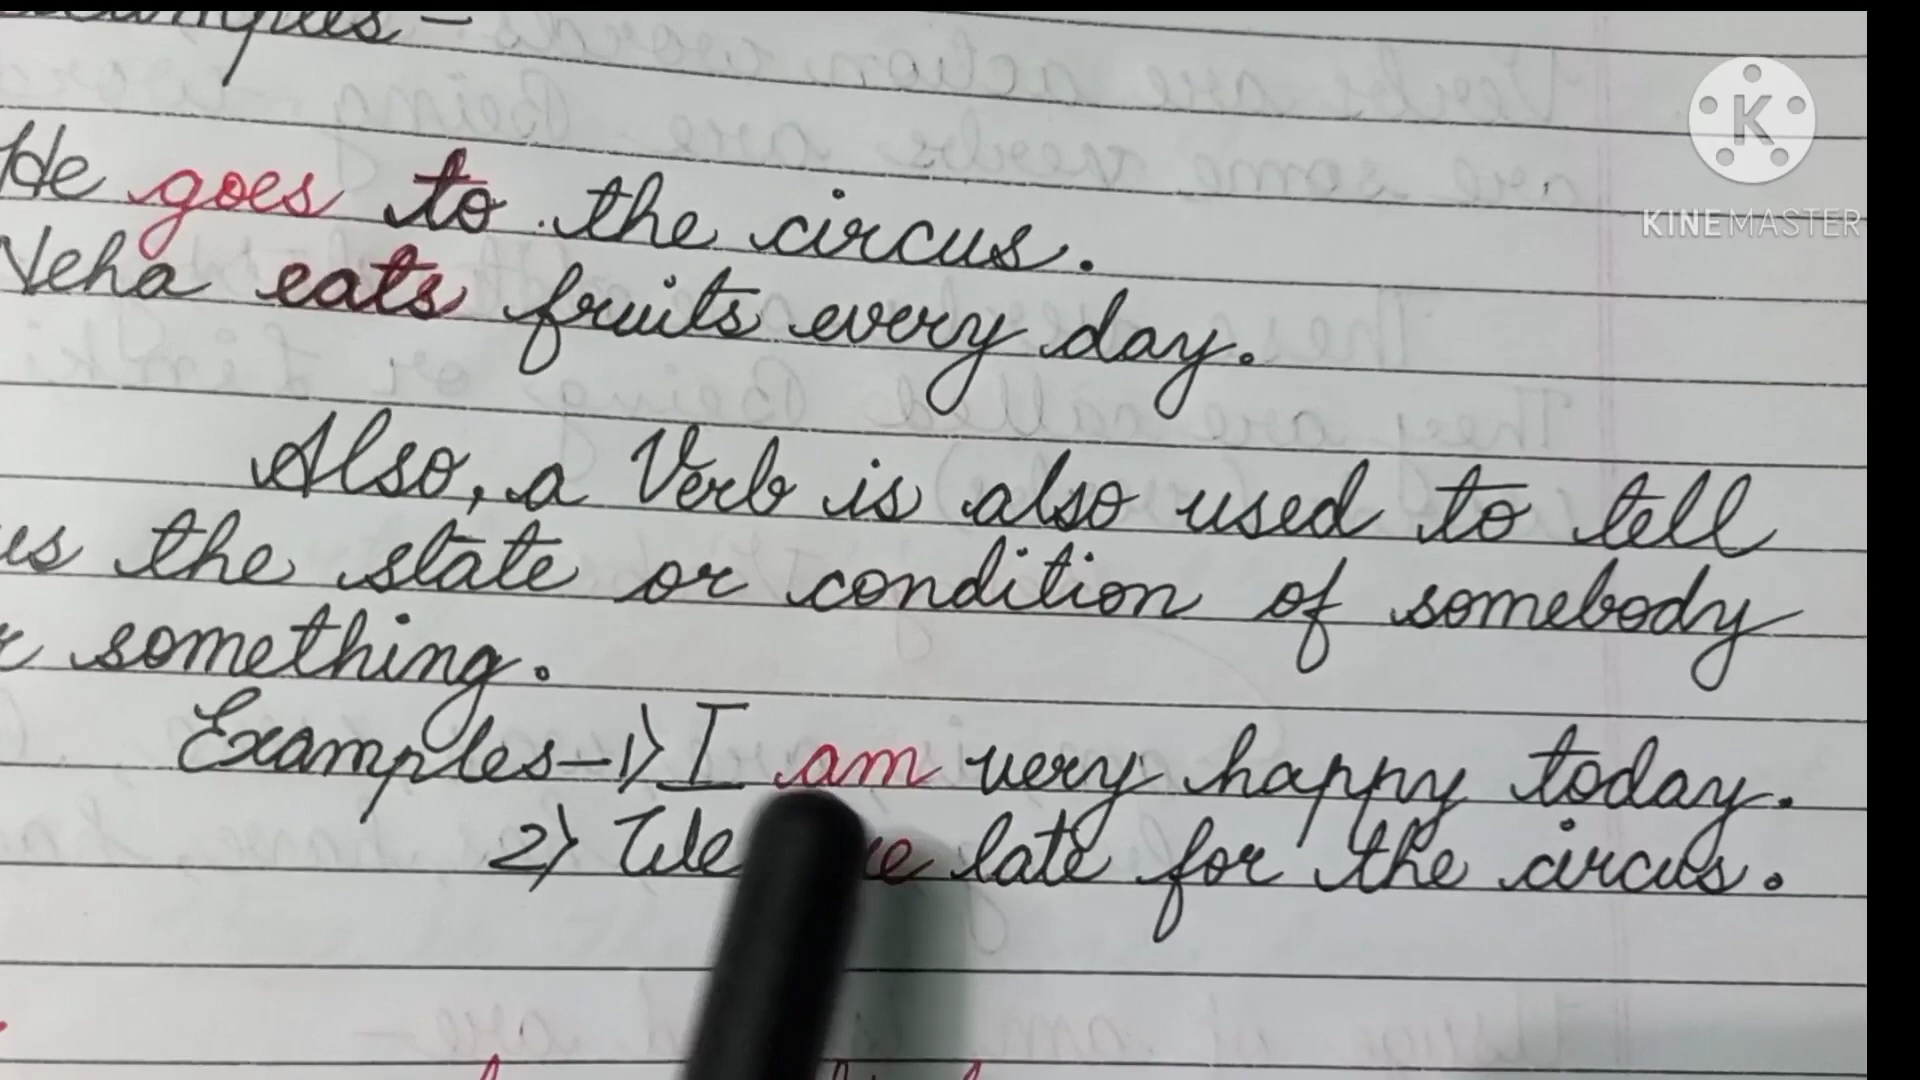 He goes to the circus.
Neha eats fruits every day.
Also, a Verb is also used to tell
us the state or condition of somebody
something.
Examples-1) I am very happy today.
2) We late for the circus.
K
KINEMASTER